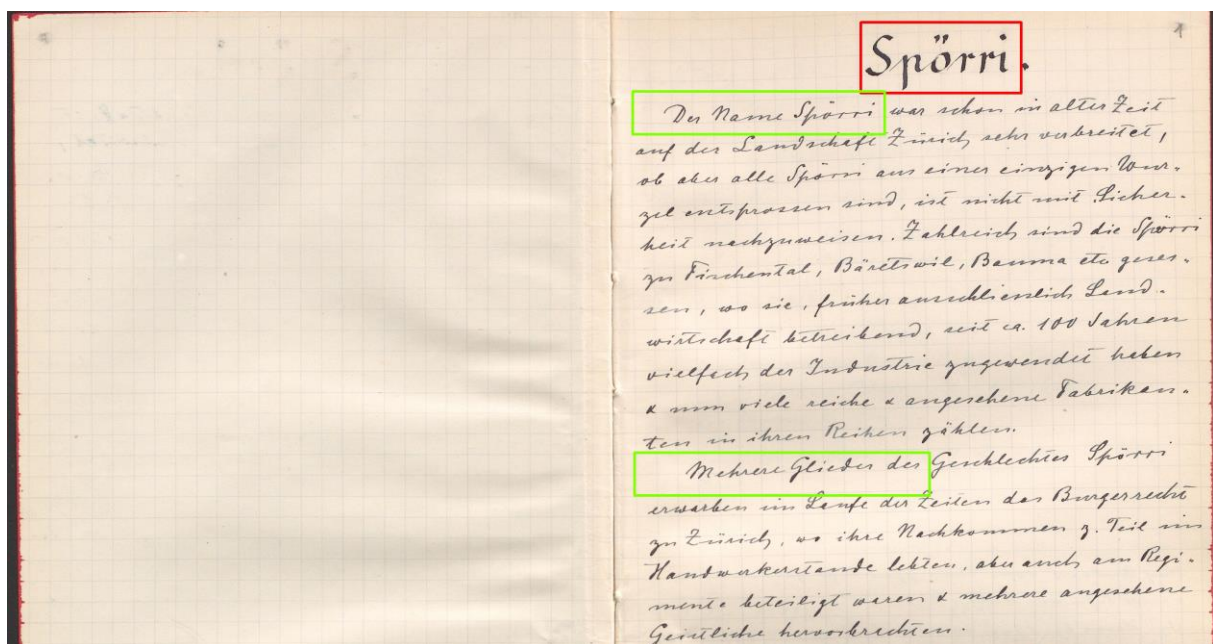 1
Spörri.
Der Name Spörri war schon in alter Zeit
auf der Landschaft Zürich sehr verbreitet,
ob aber alle Spörri aus einer einzigen Wur-
zel entsprossen sind, ist nicht mit Sicher-
heit nachzuweisen. Zahlreich sind die Spörri
zu Fischental, Bäretswil, Bauma etc geses-
sen, wo sie, früher ausschliesslich Land-
wirtschaft betreibend, seit ca. 100 Jahren
vielfach der Industrie zugewendet haben
& nun viele reiche & angesehene Fabrikan-
ten in ihren Reihen zählen.
Mehrere Glieder des Geschlechtes Spörri
erwarben im Laufe der Zeiten das Burgerrecht
zu Zürich, wo ihre Nachkommen z. Teil im
Handwerkerstande lebten, aber auch am Regi-
mente beteiligt waren & mehrere angesehene
Geistliche hervorbrachten.